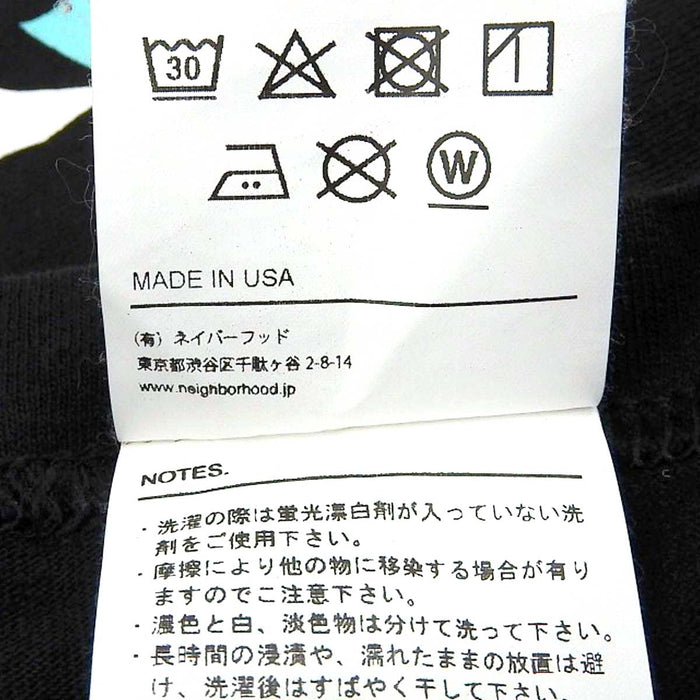 30
W
MADE IN USA
(有) ネイバーフッド
東京都渋谷区千駄ヶ谷 2-8-14
www.neighborhood.jp
NOTES.
・洗濯の際は蛍光漂白剤が入っていない洗
剤をご使用下さい。
・摩擦により他の物に移染する場合が有り
ますのでご注意下さい。
・濃色と白、淡色物は分けて洗って下さい。
・長時間の浸漬や、濡れたままの放置は避
け、洗濯後はすばやく干して下さい。